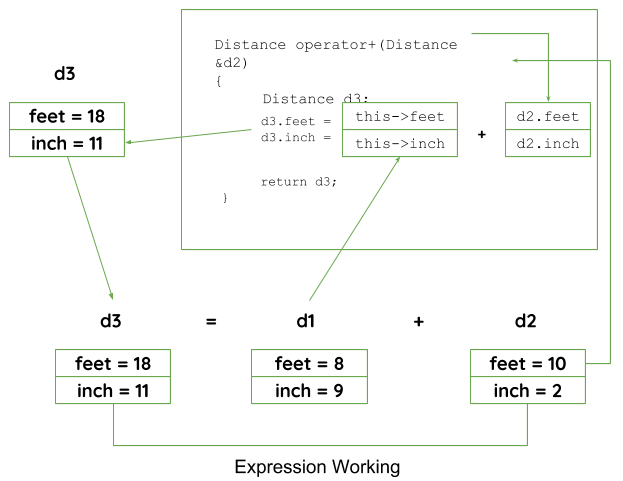 Distance operator+(Distance
&d2)
{
Distance d3;
d3
feet = 18
inch = 11
d3.feet = this->feet + d2.feet
d3.inch = this->inch d2.inch
return d3;
}
d3 = d1 + d2
feet = 18 feet = 8 feet = 10
inch = 11 inch = 9 inch = 2
Expression Working